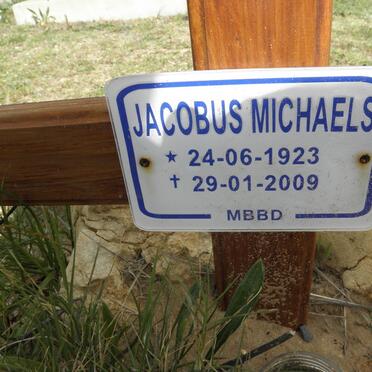 JACOBUS MICHAELS
★ 24-06-1923
✝ 29-01-2009
MBBD